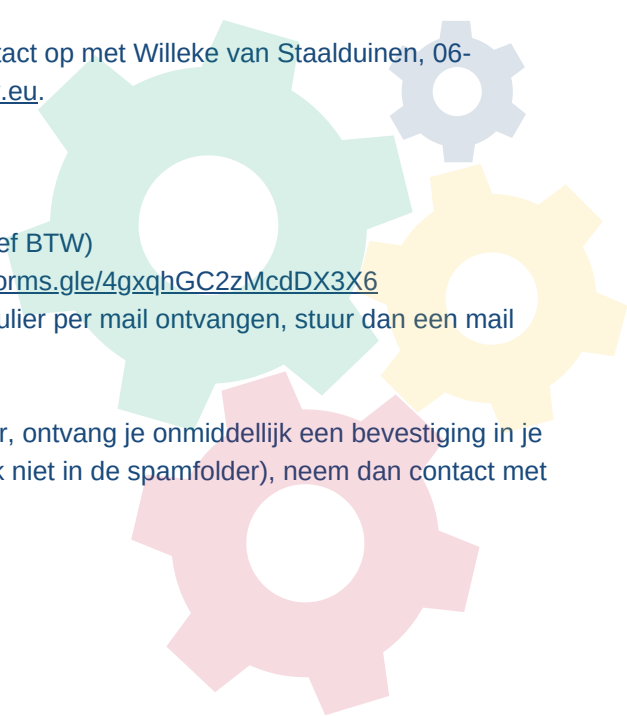 tact op met Willeke van Staalduinen, 06-
.eu.
ef BTW)
orms.gle/4gxqhGC2zMcdDX3X6
ulier per mail ontvangen, stuur dan een mail
r, ontvang je onmiddellijk een bevestiging in je
k niet in de spamfolder), neem dan contact met